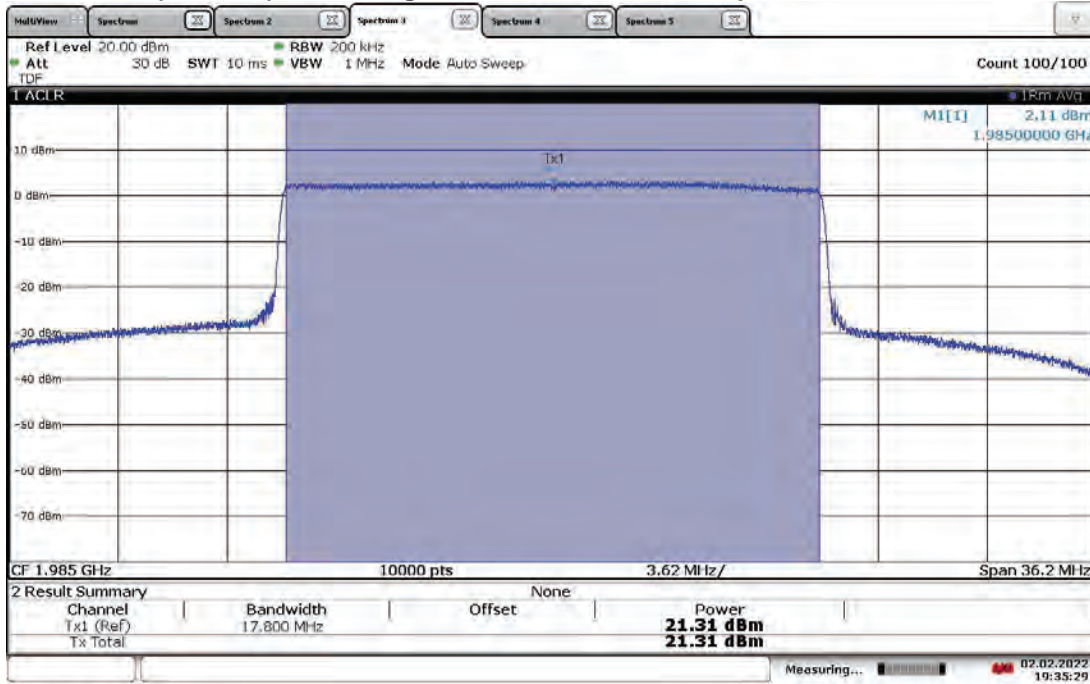 MultiView Spectrum Spectrum 2 Spectrum 3 Spectrum 4 Spectrum 5
Ref Level 20.00 dBm RBW 200 kHz
Att 30 dB SWT 10 ms VBW 1 MHz Mode Auto Sweep Count 100/100
TDF
1 ACLR 1Rm Avg
M1[1] 2.11 dBm
1.98500000 GHz
10 dBm
Tx1
0 dBm
-10 dBm
-20 dBm
-30 dBm
-40 dBm
-50 dBm
-60 dBm
-70 dBm
CF 1.985 GHz 10000 pts 3.62 MHz/ Span 36.2 MHz
2 Result Summary None
Channel Bandwidth Offset Power
Tx1 (Ref) 17.800 MHz 21.31 dBm
Tx Total 21.31 dBm
Measuring... 02.02.2022
19:35:29